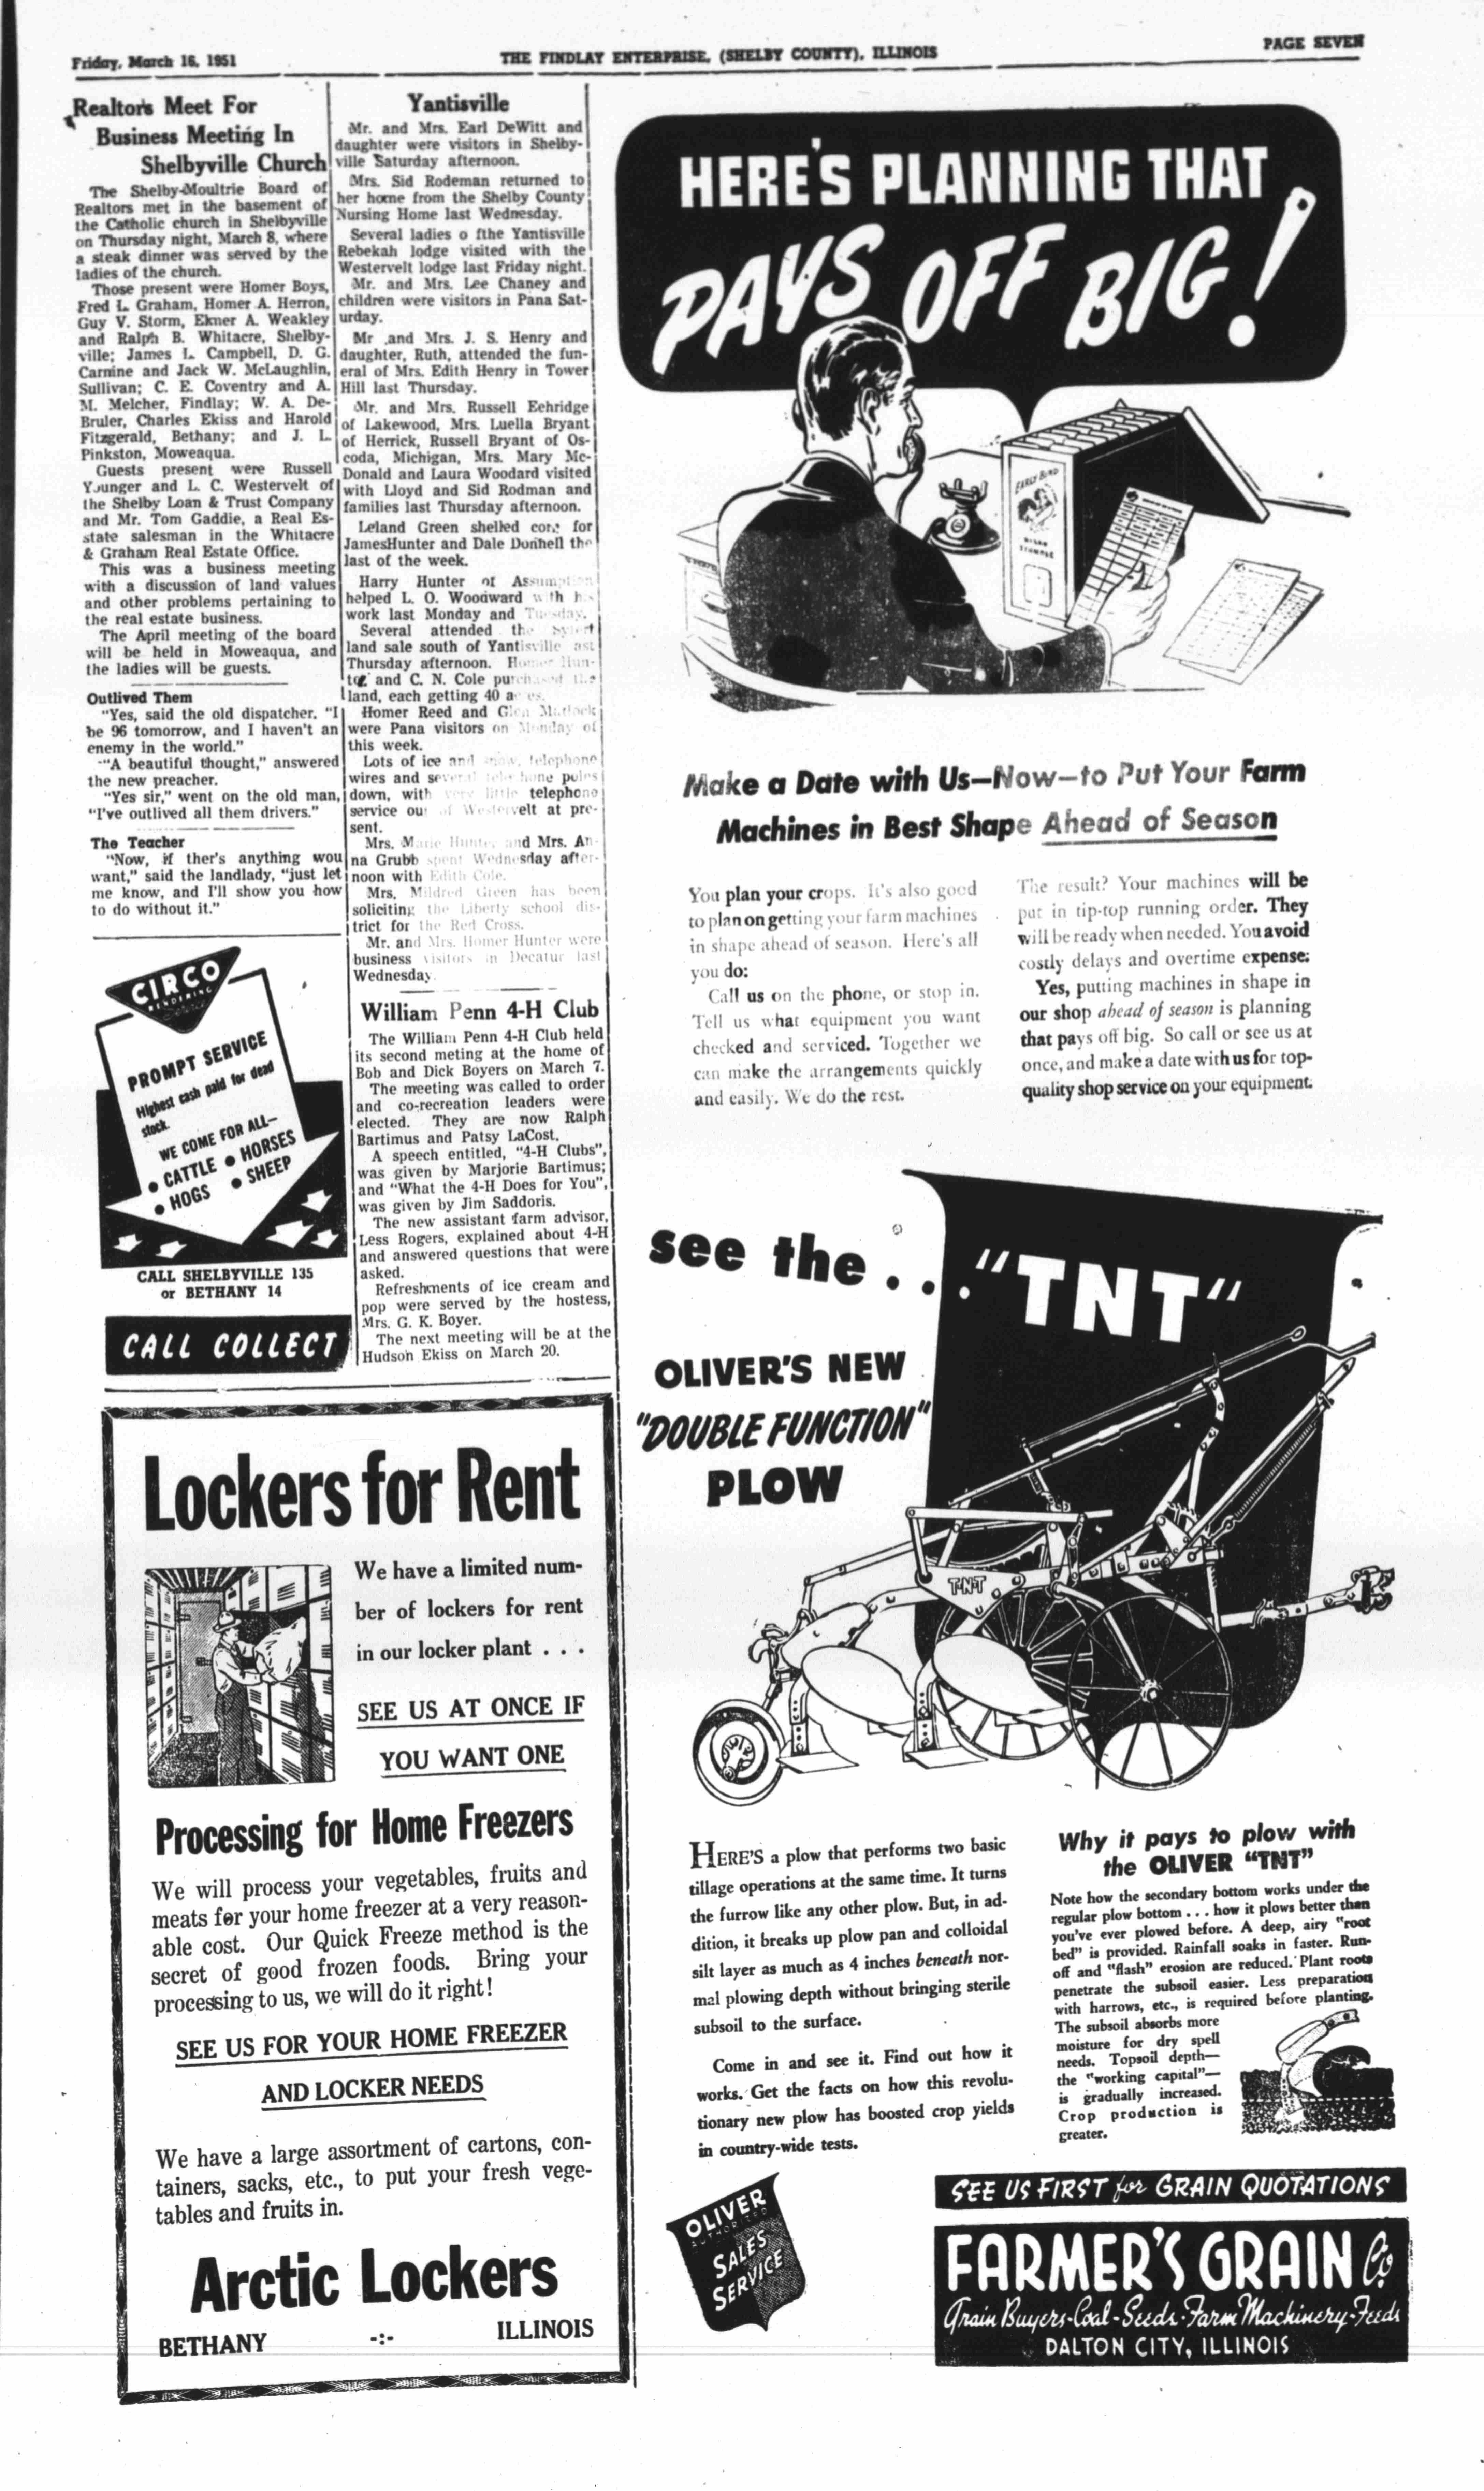 Friday, March 16, 1951
THE FINDLAY ENTERPRISE, (SHELBY COUNTY), ILLINOIS
PAGE SEVEN
Realtors Meet For
Business Meeting In
Shelbyville Church
The Shelby-Moultrie Board of
Realtors met in the basement of
the Catholic church in Shelbyville
on Thursday night, March 8, where
a steak dinner was served by the
ladies of the church.
Those present were Homer Boys,
Fred L. Graham, Homer A. Herron,
Guy V. Storm, Elmer A. Weakley
and Ralph B. Whitacre, Shelby-
ville; James L. Campbell, D. G.
Carnine and Jack W. McLaughlin,
Sullivan; C. E. Coventry and A.
M. Melcher, Findlay; W. A. De-
Bruler, Charles Ekiss and Harold
Fitzgerald, Bethany; and J. L.
Pinkston, Moweaqua.
Guests present were Russell
Younger and L. C. Westervelt of
the Shelby Loan & Trust Company
and Mr. Tom Gaddie, a Real Es-
state salesman in the Whitacre
& Graham Real Estate Office.
This was a business meeting
with a discussion of land values
and other problems pertaining to
the real estate business.
The April meeting of the board
will be held in Moweaqua, and
the ladies will be guests.
Outlived Them
"Yes, said the old dispatcher. "I
be 96 tomorrow, and I haven't an
enemy in the world."
"A beautiful thought," answered
the new preacher.
"Yes sir," went on the old man,
"I've outlived all them drivers."
The Teacher
"Now, if ther's anything wou
want," said the landlady, "just let
me know, and I'll show you how
to do without it."
CIRCO
RENDERING
PROMPT SERVICE
Highest cash paid for dead
stock.
WE COME FOR ALL—
• CATTLE • HORSES
• HOGS • SHEEP
CALL SHELBYVILLE 135
or BETHANY 14
CALL COLLECT
Yantisville
Mr. and Mrs. Earl DeWitt and
daughter were visitors in Shelby-
ville Saturday afternoon.
Mrs. Sid Rodeman returned to
her home from the Shelby County
Nursing Home last Wednesday.
Several ladies o fthe Yantisville
Rebekah lodge visited with the
Westervelt lodge last Friday night.
Mr. and Mrs. Lee Chaney and
children were visitors in Pana Sat-
urday.
Mr .and Mrs. J. S. Henry and
daughter, Ruth, attended the fun-
eral of Mrs. Edith Henry in Tower
Hill last Thursday.
Mr. and Mrs. Russell Eehridge
of Lakewood, Mrs. Luella Bryant
of Herrick, Russell Bryant of Os-
coda, Michigan, Mrs. Mary Mc-
Donald and Laura Woodard visited
with Lloyd and Sid Rodman and
families last Thursday afternoon.
Leland Green shelled corn for
JamesHunter and Dale Donnell the
last of the week.
Harry Hunter of Assumption
helped L. O. Woodward with his
work last Monday and Tuesday.
Several attended the
land sale south of Yantisville last
Thursday afternoon. Homer Hun-
ter and C. N. Cole purchased the
land, each getting 40 acres.
Homer Reed and Glen Matlock
were Pana visitors on Monday of
this week.
Lots of ice and snow, telephone
wires and several telephone poles
down, with very little telephone
service out of Westervelt at pre-
sent.
Mrs. Marie Hunter and Mrs. An-
na Grubb spent Wednesday after-
noon with Edith Cole.
Mrs. Mildred Green has been
soliciting the Liberty school dis-
trict for the Red Cross.
Mr. and Mrs. Homer Hunter were
business visitors in Decatur last
Wednesday.
William Penn 4-H Club
The William Penn 4-H Club held
its second meting at the home of
Bob and Dick Boyers on March 7.
The meeting was called to order
and co-recreation leaders were
elected. They are now Ralph
Bartimus and Patsy LaCost.
A speech entitled, "4-H Clubs",
was given by Marjorie Bartimus;
and "What the 4-H Does for You",
was given by Jim Saddoris.
The new assistant farm advisor,
Less Rogers, explained about 4-H
and answered questions that were
asked.
Refreshments of ice cream and
pop were served by the hostess,
Mrs. G. K. Boyer.
The next meeting will be at the
Hudson Ekiss on March 20.
Lockers for Rent
We have a limited num-
ber of lockers for rent
in our locker plant . . .
SEE US AT ONCE IF
YOU WANT ONE
Processing for Home Freezers
We will process your vegetables, fruits and
meats for your home freezer at a very reason-
able cost. Our Quick Freeze method is the
secret of good frozen foods. Bring your
processing to us, we will do it right!
SEE US FOR YOUR HOME FREEZER
AND LOCKER NEEDS
We have a large assortment of cartons, con-
tainers, sacks, etc., to put your fresh vege-
tables and fruits in.
Arctic Lockers
BETHANY -:- ILLINOIS
HERE'S PLANNING THAT
PAYS OFF BIG!
EARLY BIRD
Make a Date with Us—Now—to Put Your Farm
Machines in Best Shape Ahead of Season
You plan your crops. It's also good
to plan on getting your farm machines
in shape ahead of season. Here's all
you do:
Call us on the phone, or stop in.
Tell us what equipment you want
checked and serviced. Together we
can make the arrangements quickly
and easily. We do the rest.
The result? Your machines will be
put in tip-top running order. They
will be ready when needed. You avoid
costly delays and overtime expense.
Yes, putting machines in shape in
our shop ahead of season is planning
that pays off big. So call or see us at
once, and make a date with us for top-
quality shop service on your equipment.
see the . . . "TNT"
OLIVER'S NEW
"DOUBLE FUNCTION"
PLOW
T-N-T
HERE'S a plow that performs two basic
tillage operations at the same time. It turns
the furrow like any other plow. But, in ad-
dition, it breaks up plow pan and colloidal
silt layer as much as 4 inches beneath nor-
mal plowing depth without bringing sterile
subsoil to the surface.
Come in and see it. Find out how it
works. Get the facts on how this revolu-
tionary new plow has boosted crop yields
in country-wide tests.
Why it pays to plow with
the OLIVER "TNT"
Note how the secondary bottom works under the
regular plow bottom . . . how it plows better than
you've ever plowed before. A deep, airy "root
bed" is provided. Rainfall soaks in faster. Run-
off and "flash" erosion are reduced. Plant roots
penetrate the subsoil easier. Less preparation
with harrows, etc., is required before planting.
The subsoil absorbs more
moisture for dry spell
needs. Topsoil depth—
the "working capital"—
is gradually increased.
Crop production is
greater.
OLIVER
AUTHORIZED
SALES
SERVICE
SEE US FIRST for GRAIN QUOTATIONS
FARMER'S GRAIN Co.
Grain Buyers-Coal-Seeds-Farm Machinery-Feeds
DALTON CITY, ILLINOIS